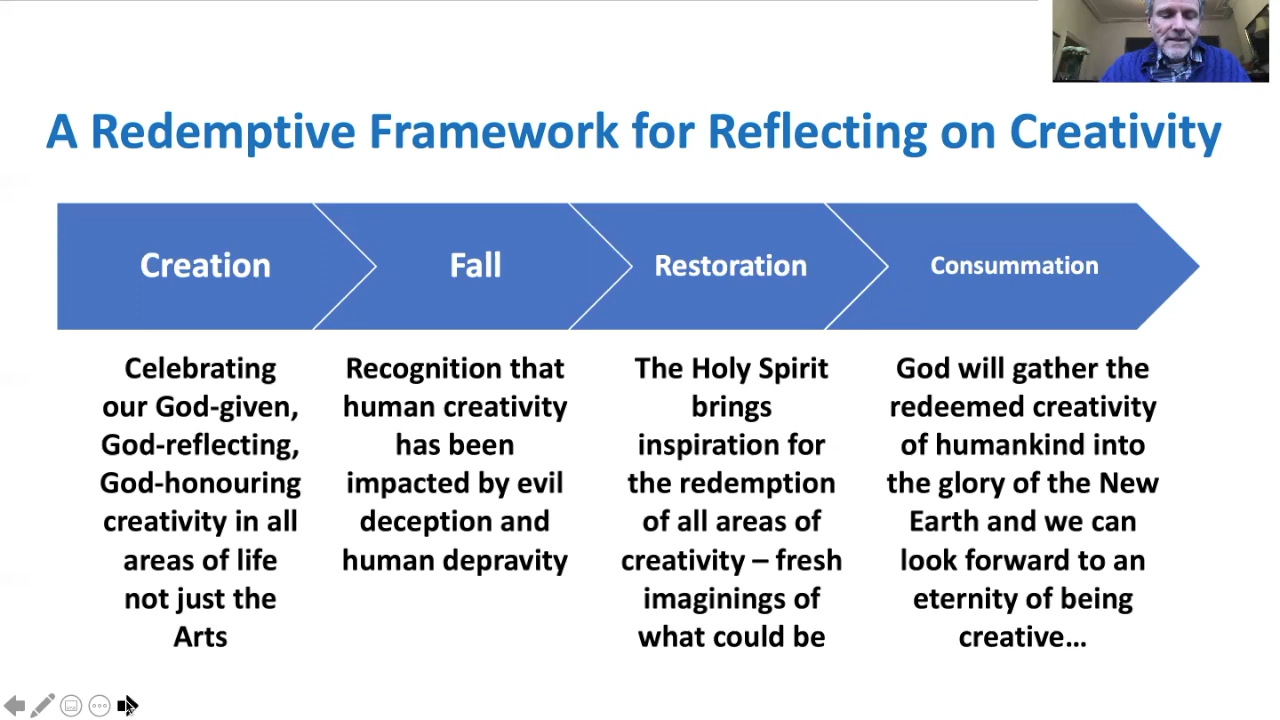 A Redemptive Framework for Reflecting on Creativity
Creation
Fall
Restoration
Consummation
Celebrating
our God-given,
God-reflecting,
God-honouring
creativity in all
areas of life
not just the
Arts
Recognition that
human creativity
has been
impacted by evil
deception and
human depravity
The Holy Spirit
brings
inspiration for
the redemption
of all areas of
creativity – fresh
imaginings of
what could be
God will gather the
redeemed creativity
of humankind into
the glory of the New
Earth and we can
look forward to an
eternity of being
creative…